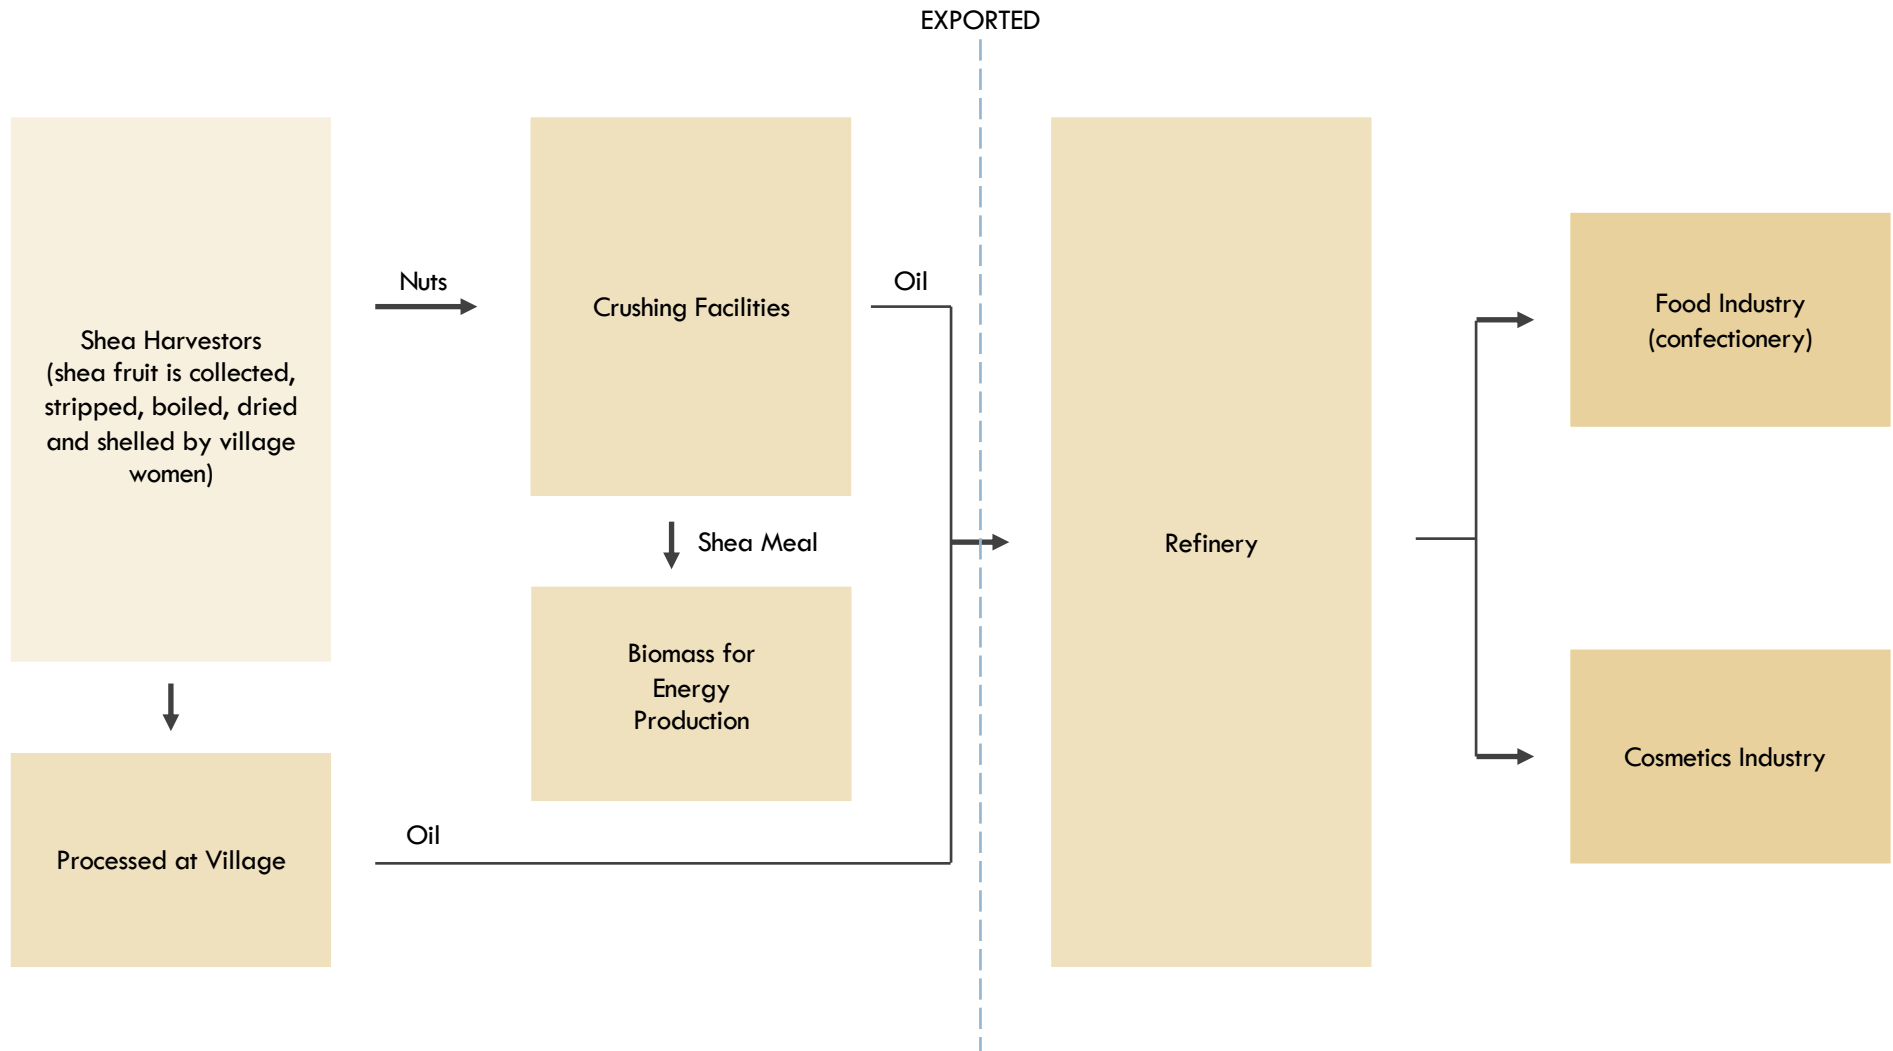 EXPORTED
Shea Harvestors
(shea fruit is collected,
stripped, boiled, dried
and shelled by village
women)
Nuts
Crushing Facilities
Oil
Shea Meal
Biomass for
Energy
Production
Processed at Village
Oil
Refinery
Food Industry
(confectionery)
Cosmetics Industry